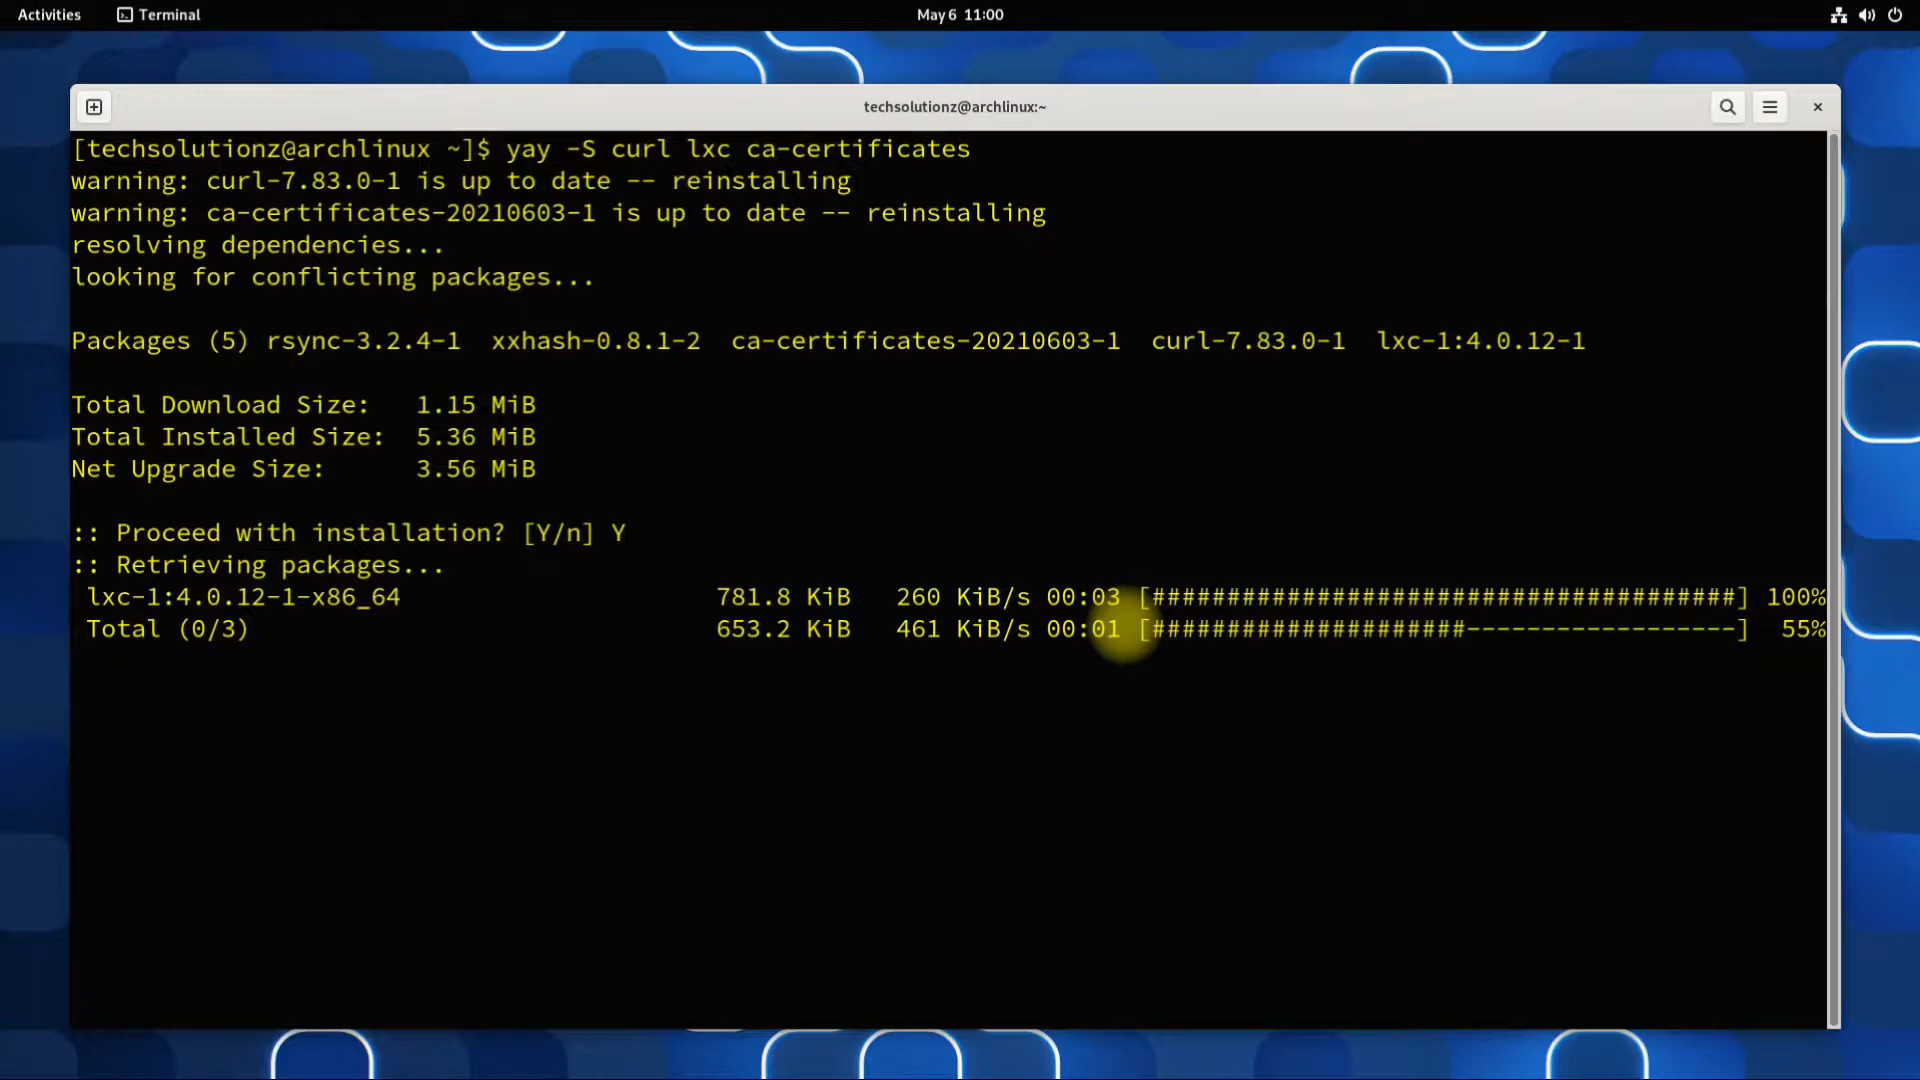 Activities Terminal May 6 11:00
techsolutionz@archlinux:~
[techsolutionz@archlinux ~]$ yay -S curl lxc ca-certificates
warning: curl-7.83.0-1 is up to date -- reinstalling
warning: ca-certificates-20210603-1 is up to date -- reinstalling
resolving dependencies...
looking for conflicting packages...
Packages (5) rsync-3.2.4-1 xxhash-0.8.1-2 ca-certificates-20210603-1 curl-7.83.0-1 lxc-1:4.0.12-1
Total Download Size: 1.15 MiB
Total Installed Size: 5.36 MiB
Net Upgrade Size: 3.56 MiB
:: Proceed with installation? [Y/n] Y
:: Retrieving packages...
lxc-1:4.0.12-1-x86_64 781.8 KiB 260 KiB/s 00:03 [#######################################] 100%
Total (0/3) 653.2 KiB 461 KiB/s 00:01 [#####################------------------] 55%